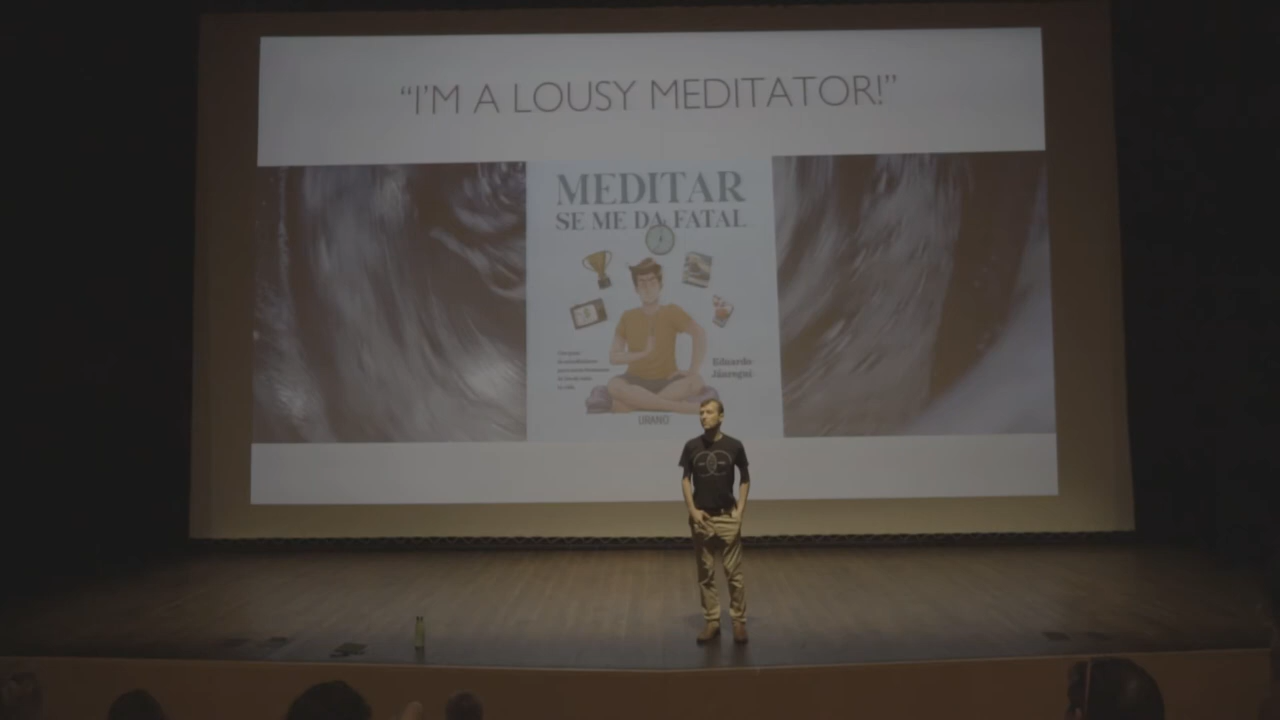 “I’M A LOUSY MEDITATOR!”
MEDITAR
SE ME DA FATAL
Eduardo
Jáuregui
URANO